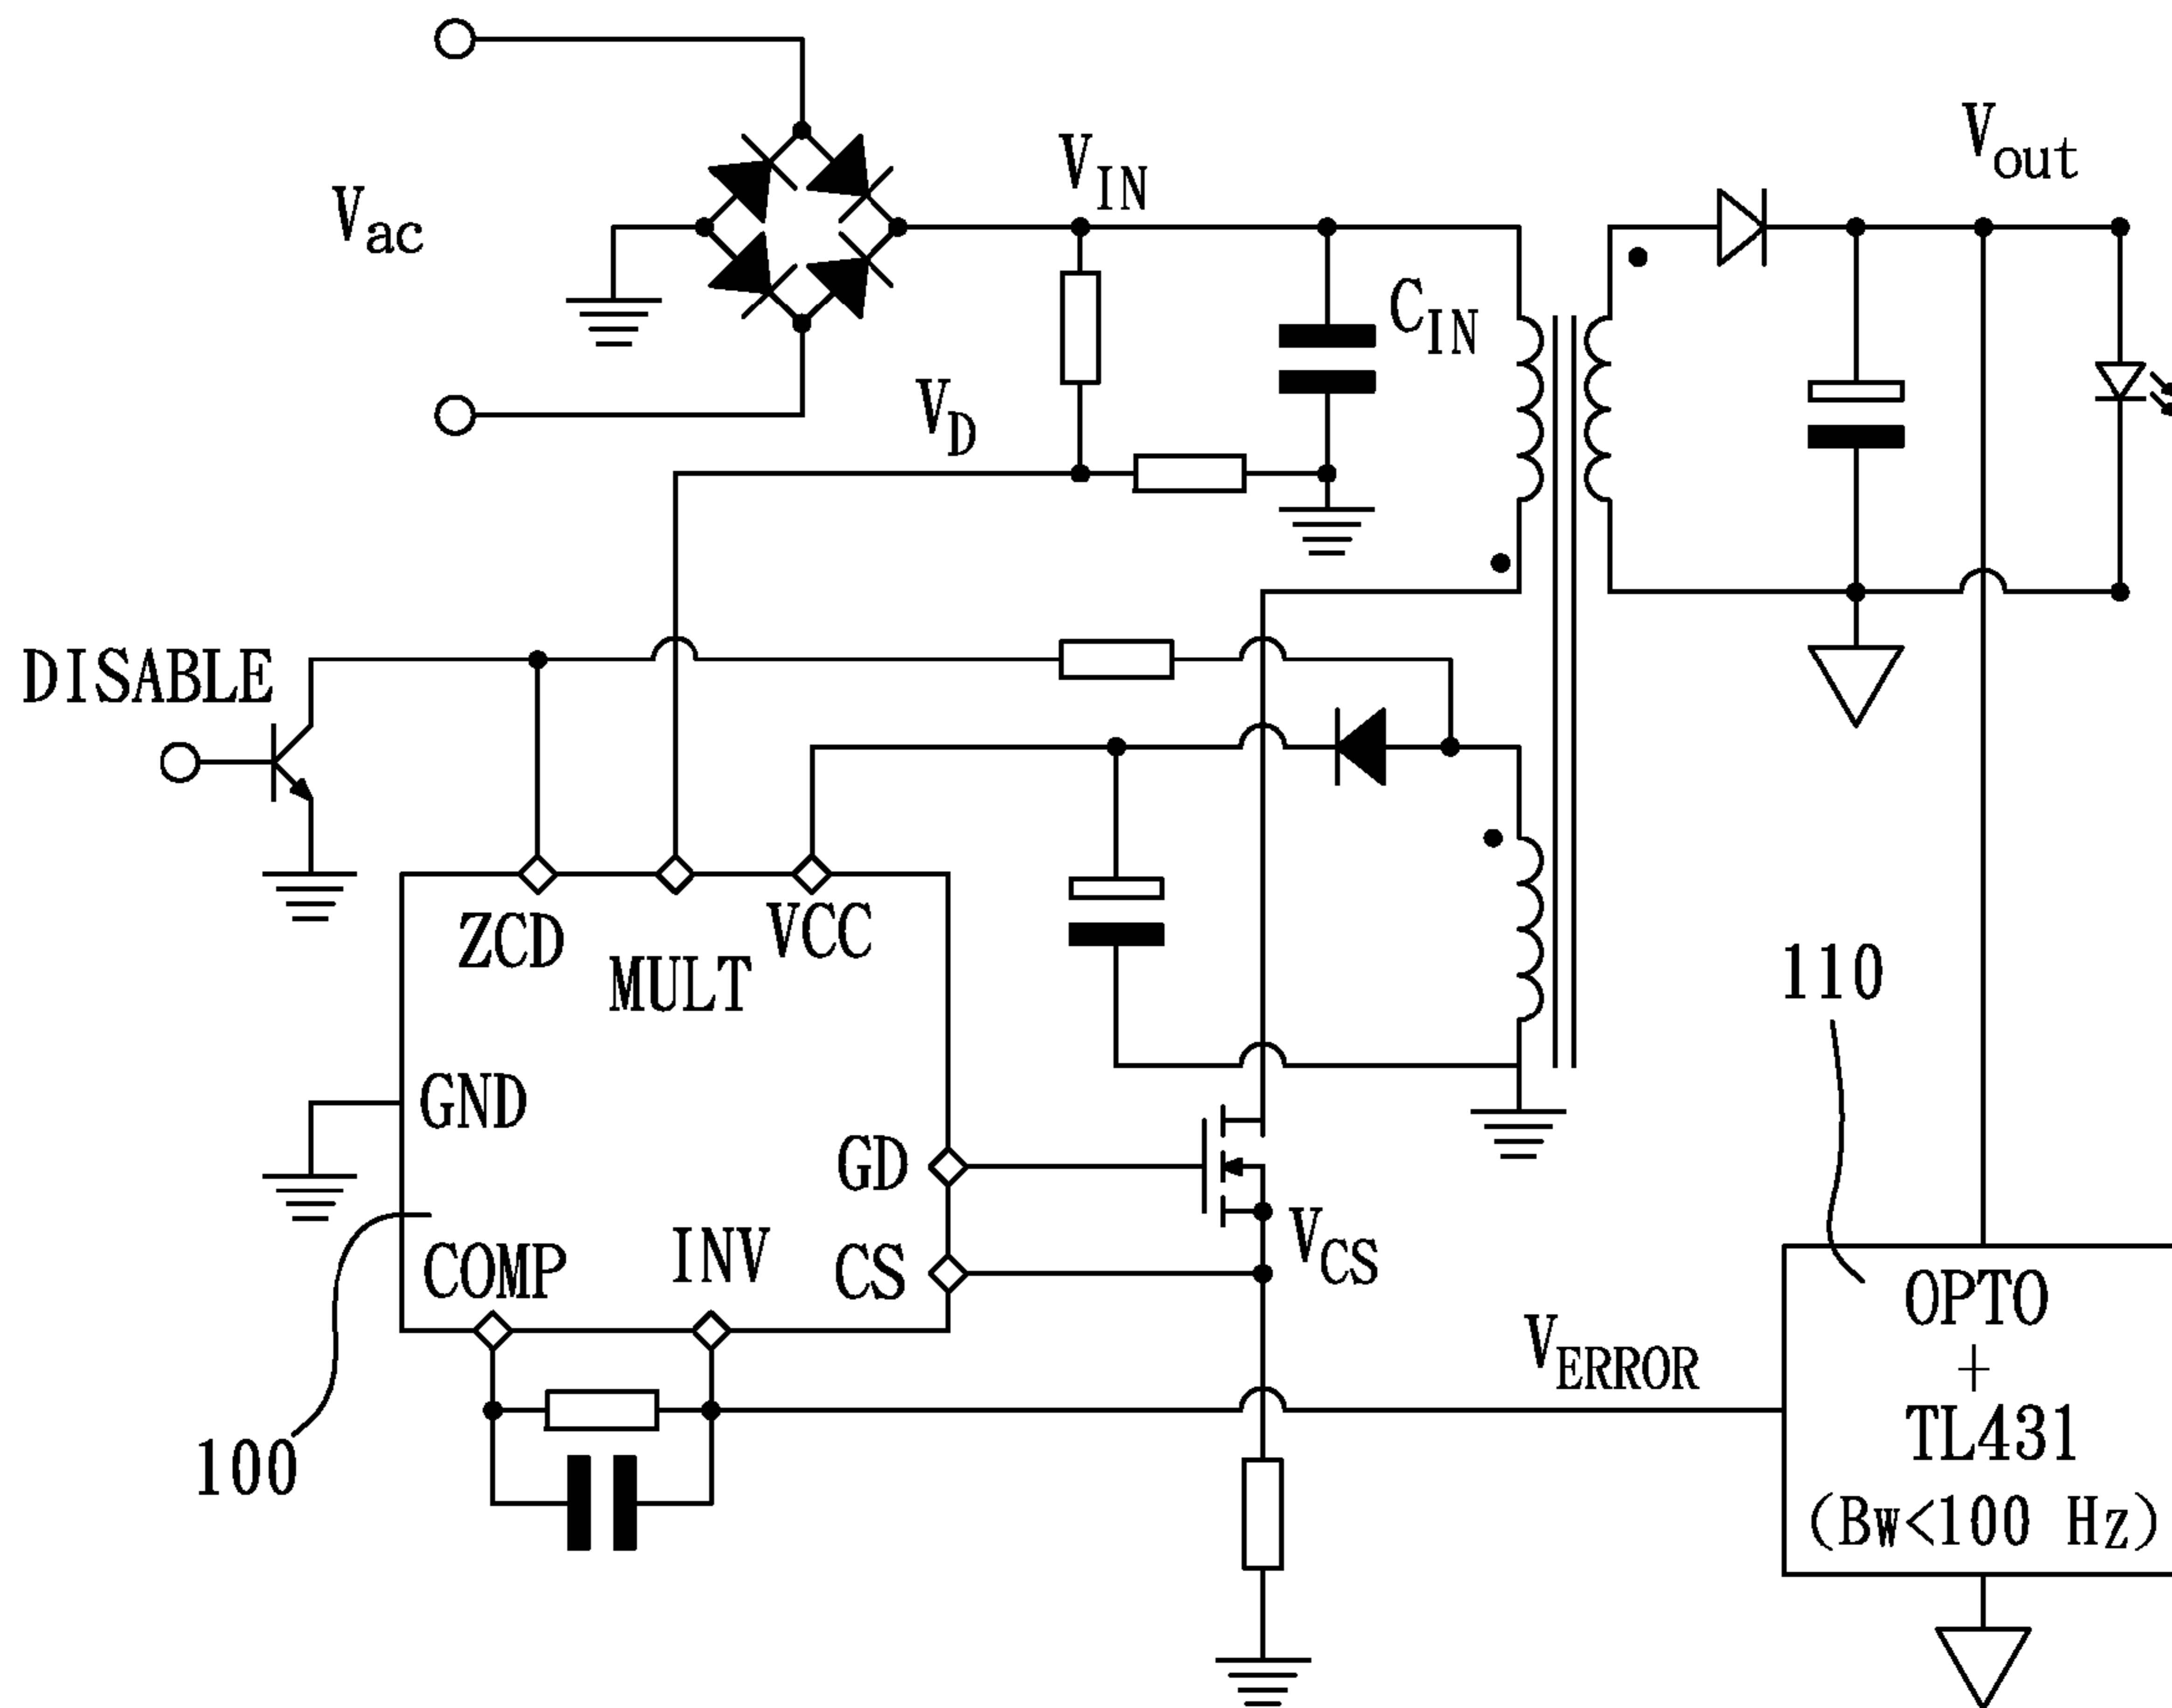 Vout
VIN
Vac
CIN
VD
DISABLE
ZCD
VCC
MULT
110
GND
GD
VCS
INV
COMP
CS
OPTO
+
TL431
(BW<100 Hz)
VERROR
100